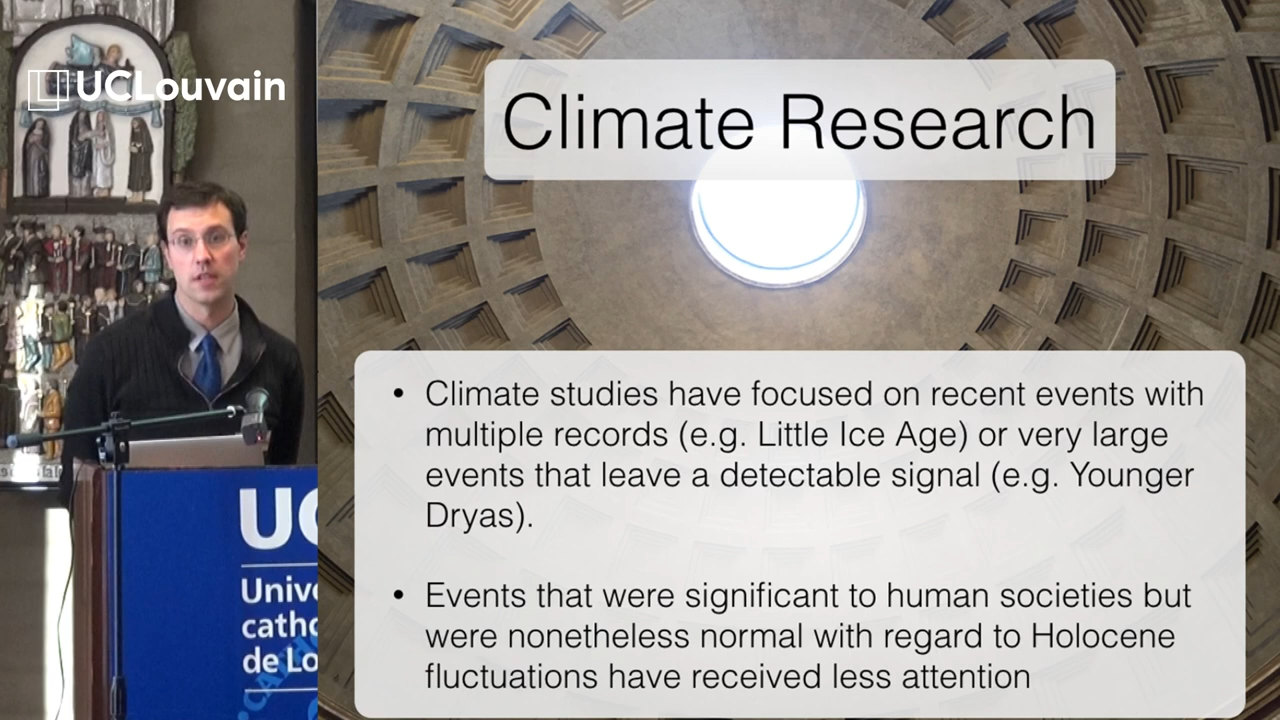 UCLouvain
Climate Research
• Climate studies have focused on recent events with
multiple records (e.g. Little Ice Age) or very large
events that leave a detectable signal (e.g. Younger
Dryas).
• Events that were significant to human societies but
were nonetheless normal with regard to Holocene
fluctuations have received less attention
UC
Unive
catho
de Lo